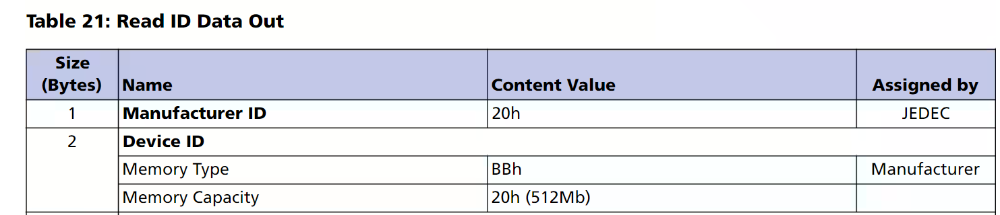 Table 21: Read ID Data Out
Size
(Bytes) Name Content Value Assigned by
1 Manufacturer ID 20h JEDEC
2 Device ID
Memory Type BBh Manufacturer
Memory Capacity 20h (512Mb)